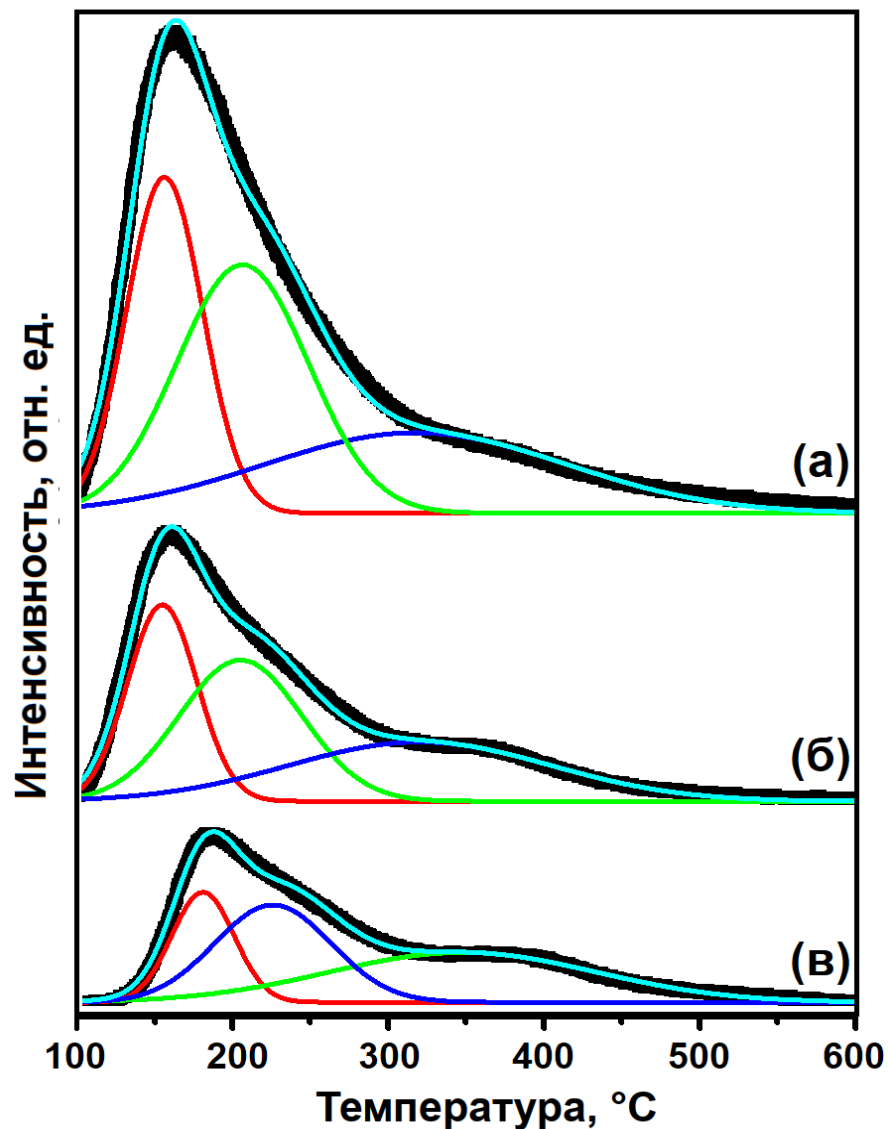 Интенсивность, отн. ед.
(а)
(б)
(в)
100 200 300 400 500 600
Температура, °C